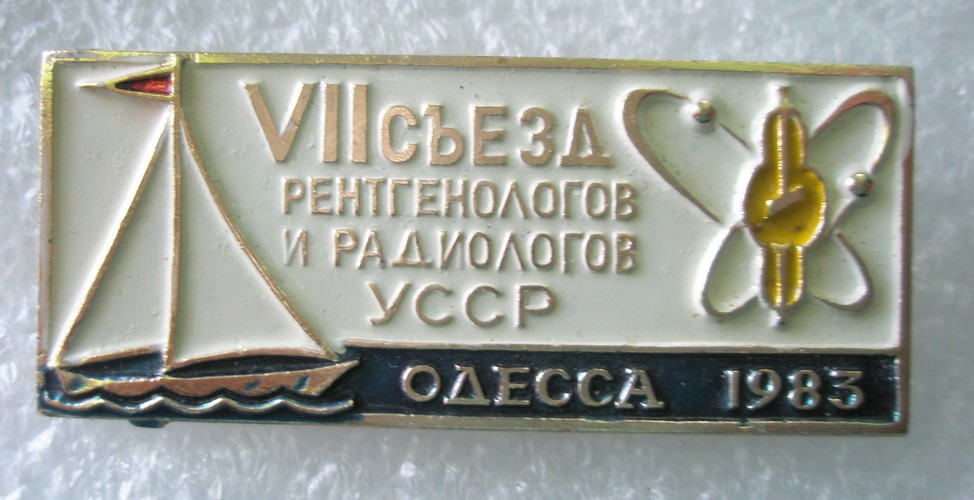 VII СЪЕЗД
РЕНТГЕНОЛОГОВ
И РАДИОЛОГОВ
УССР
ОДЕССА 1983